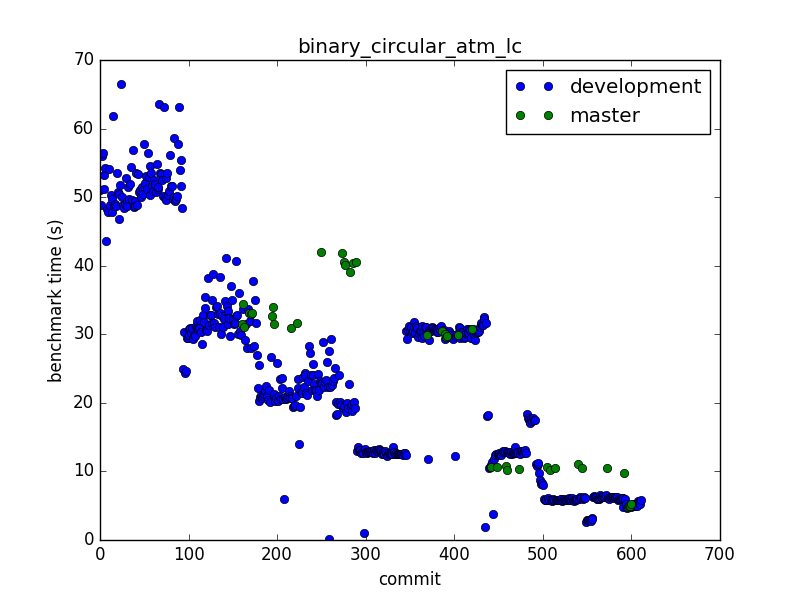 binary_circular_atm_lc
development
master
benchmark time (s)
70
60
50
40
30
20
10
0
0 100 200 300 400 500 600 700
commit